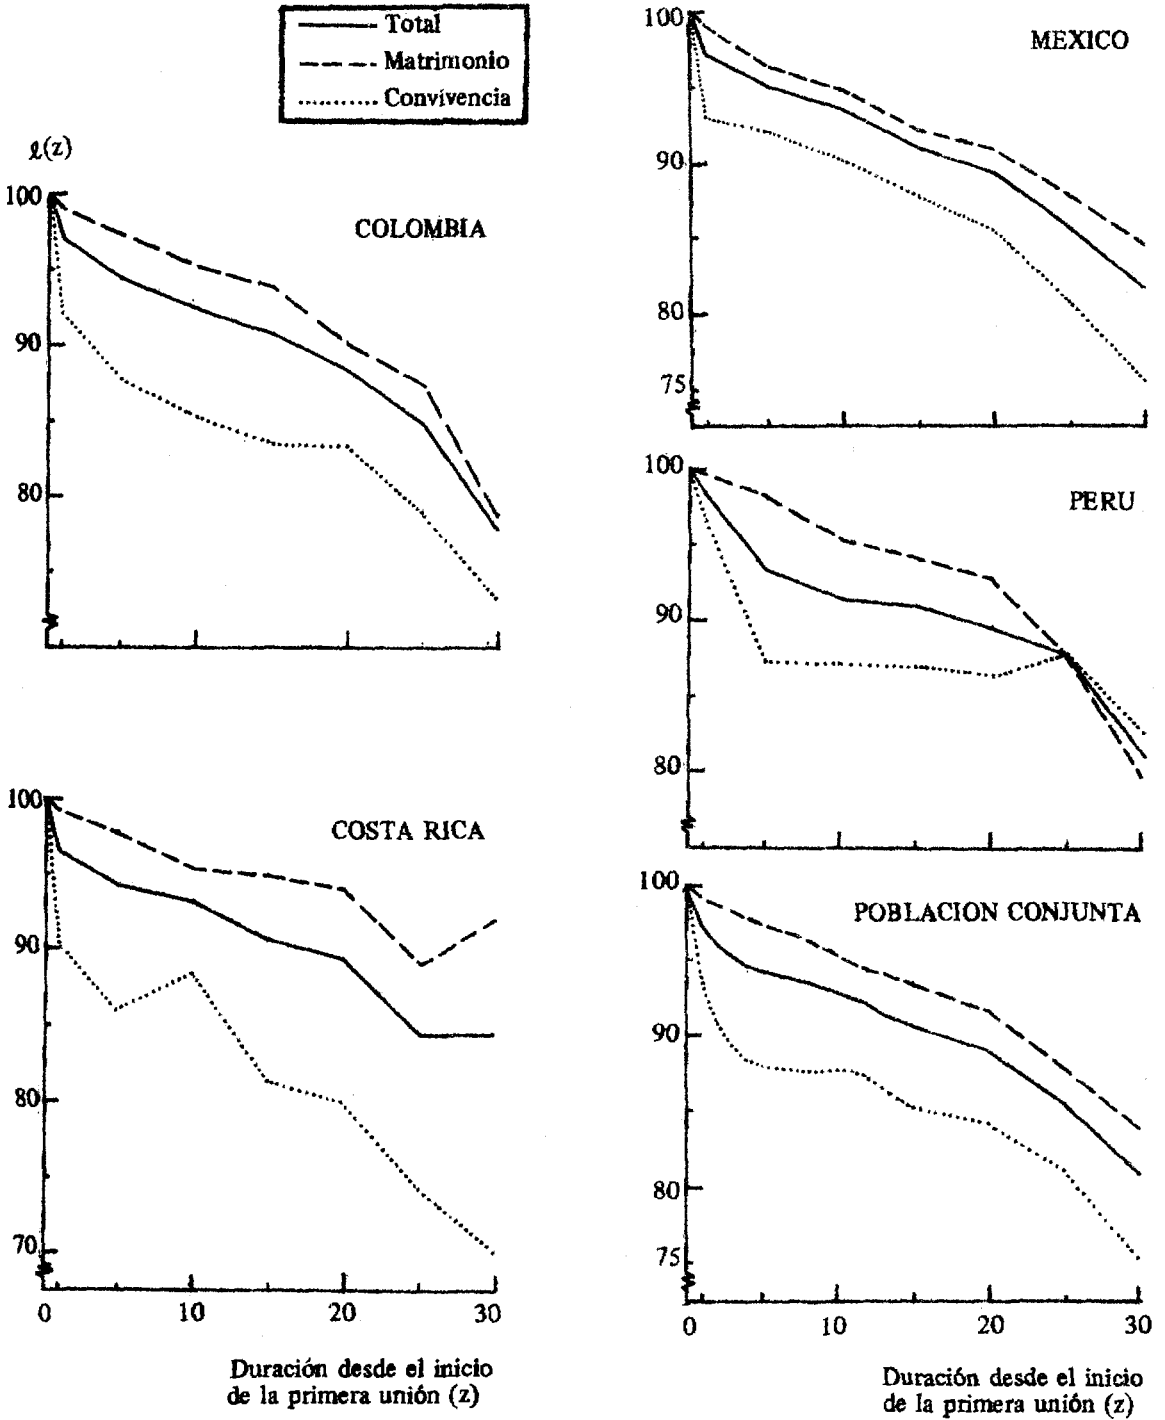 Total
Matrimonio
Convivencia
ℓ(z)
100
90
80
COLOMBIA
100
90
80
70
0 10 20 30
COSTA RICA
Duración desde el inicio
de la primera unión (z)
100
90
80
75
MEXICO
100
90
80
PERU
100
90
80
75
POBLACION CONJUNTA
0 10 20 30
Duración desde el inicio
de la primera unión (z)